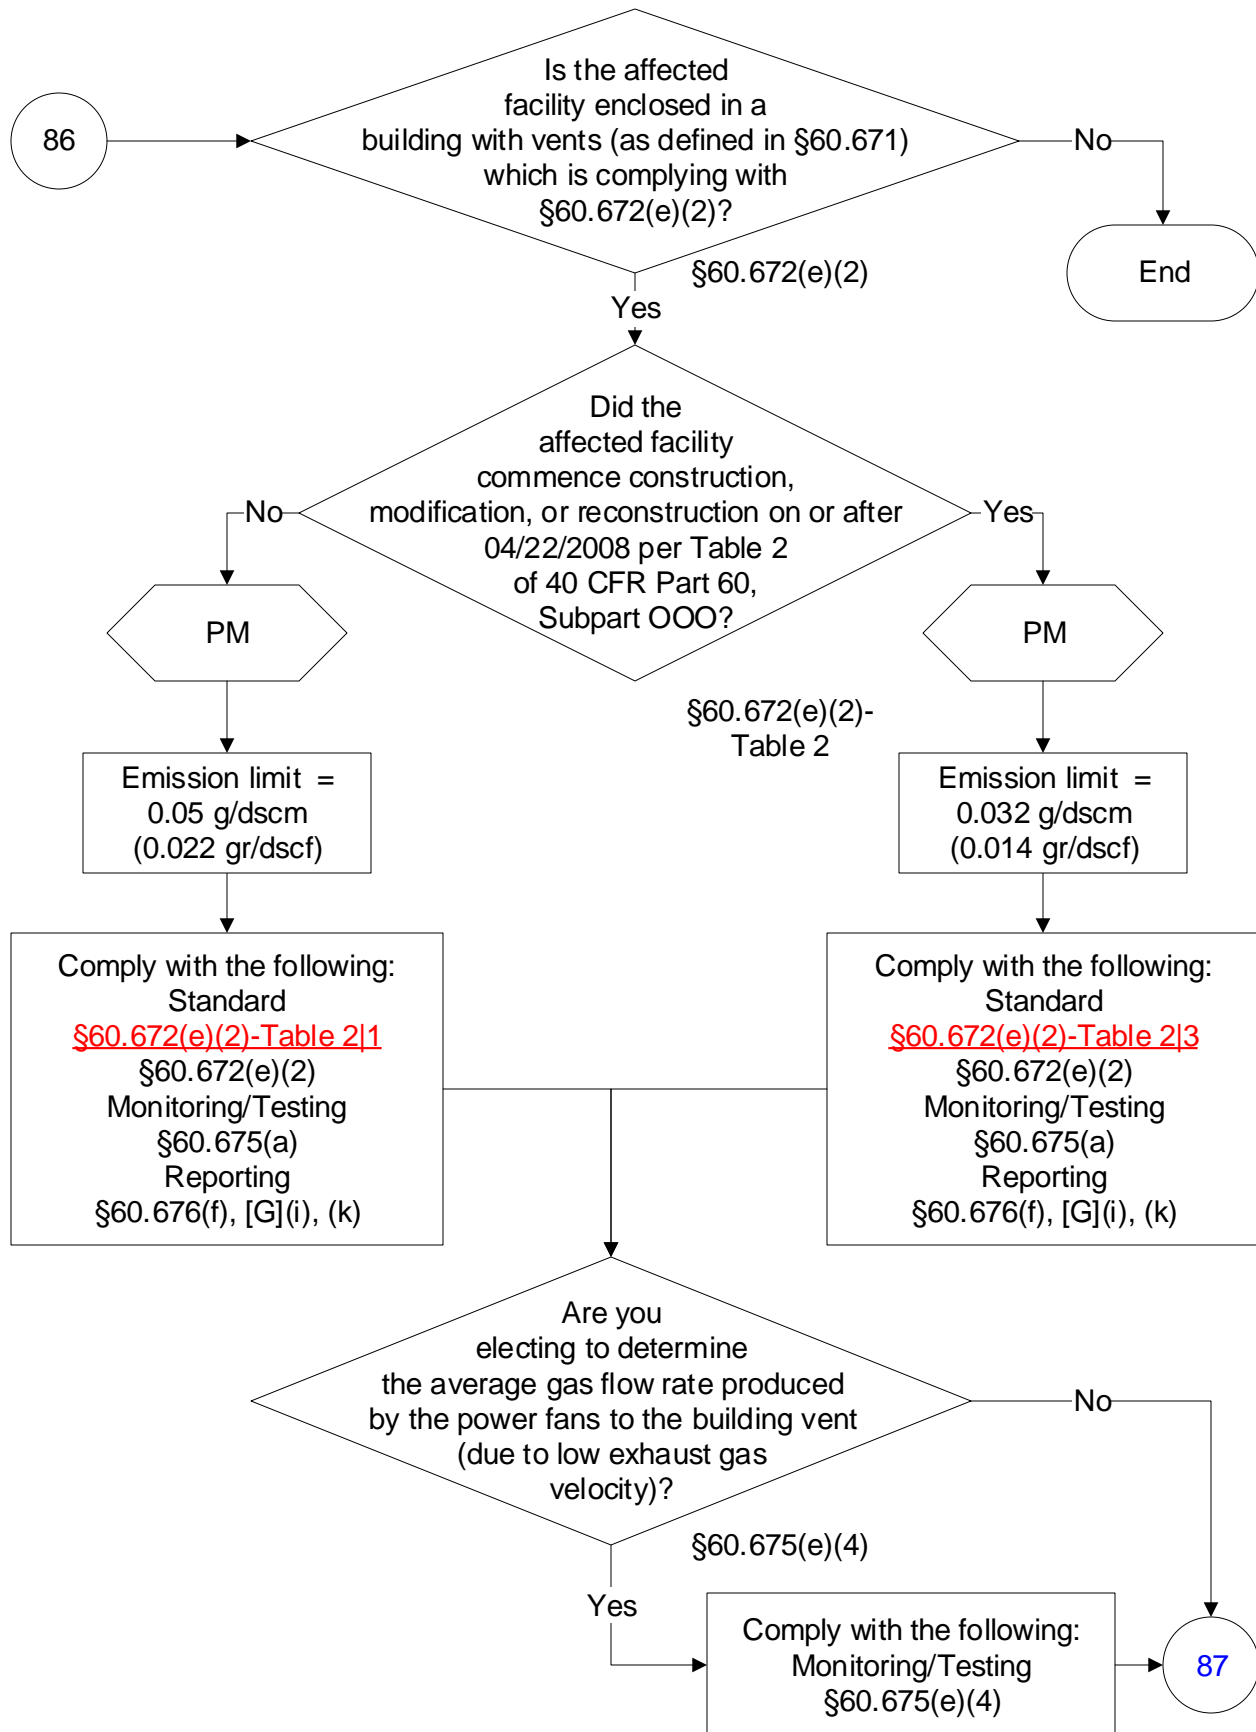 Is the affected
facility enclosed in a
building with vents (as defined in §60.671)
which is complying with
§60.672(e)(2)?
86
No
§60.672(e)(2)
End
Yes
Did the
affected facility
commence construction,
modification, or reconstruction on or after
04/22/2008 per Table 2
of 40 CFR Part 60,
Subpart OOO?
No
Yes
PM
PM
§60.672(e)(2)-
Table 2
Emission limit =
0.05 g/dscm
(0.022 gr/dscf)
Emission limit =
0.032 g/dscm
(0.014 gr/dscf)
Comply with the following:
Standard
§60.672(e)(2)-Table 2|1
§60.672(e)(2)
Monitoring/Testing
§60.675(a)
Reporting
§60.676(f), [G](i), (k)
Comply with the following:
Standard
§60.672(e)(2)-Table 2|3
§60.672(e)(2)
Monitoring/Testing
§60.675(a)
Reporting
§60.676(f), [G](i), (k)
Are you
electing to determine
the average gas flow rate produced
by the power fans to the building vent
(due to low exhaust gas
velocity)?
No
§60.675(e)(4)
Yes
Comply with the following:
Monitoring/Testing
§60.675(e)(4)
87